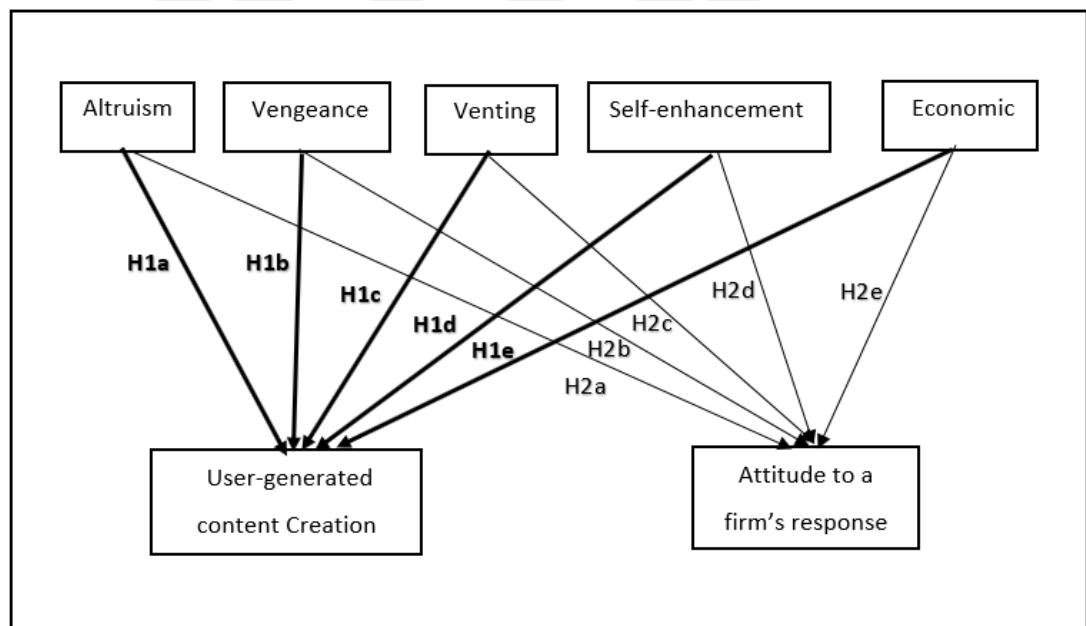 Altruism
Vengeance
Venting
Self-enhancement
Economic
H1a
H1b
H1c
H1d
H1e
H2a
H2b
H2c
H2d
H2e
User-generated
content Creation
Attitude to a
firm’s response